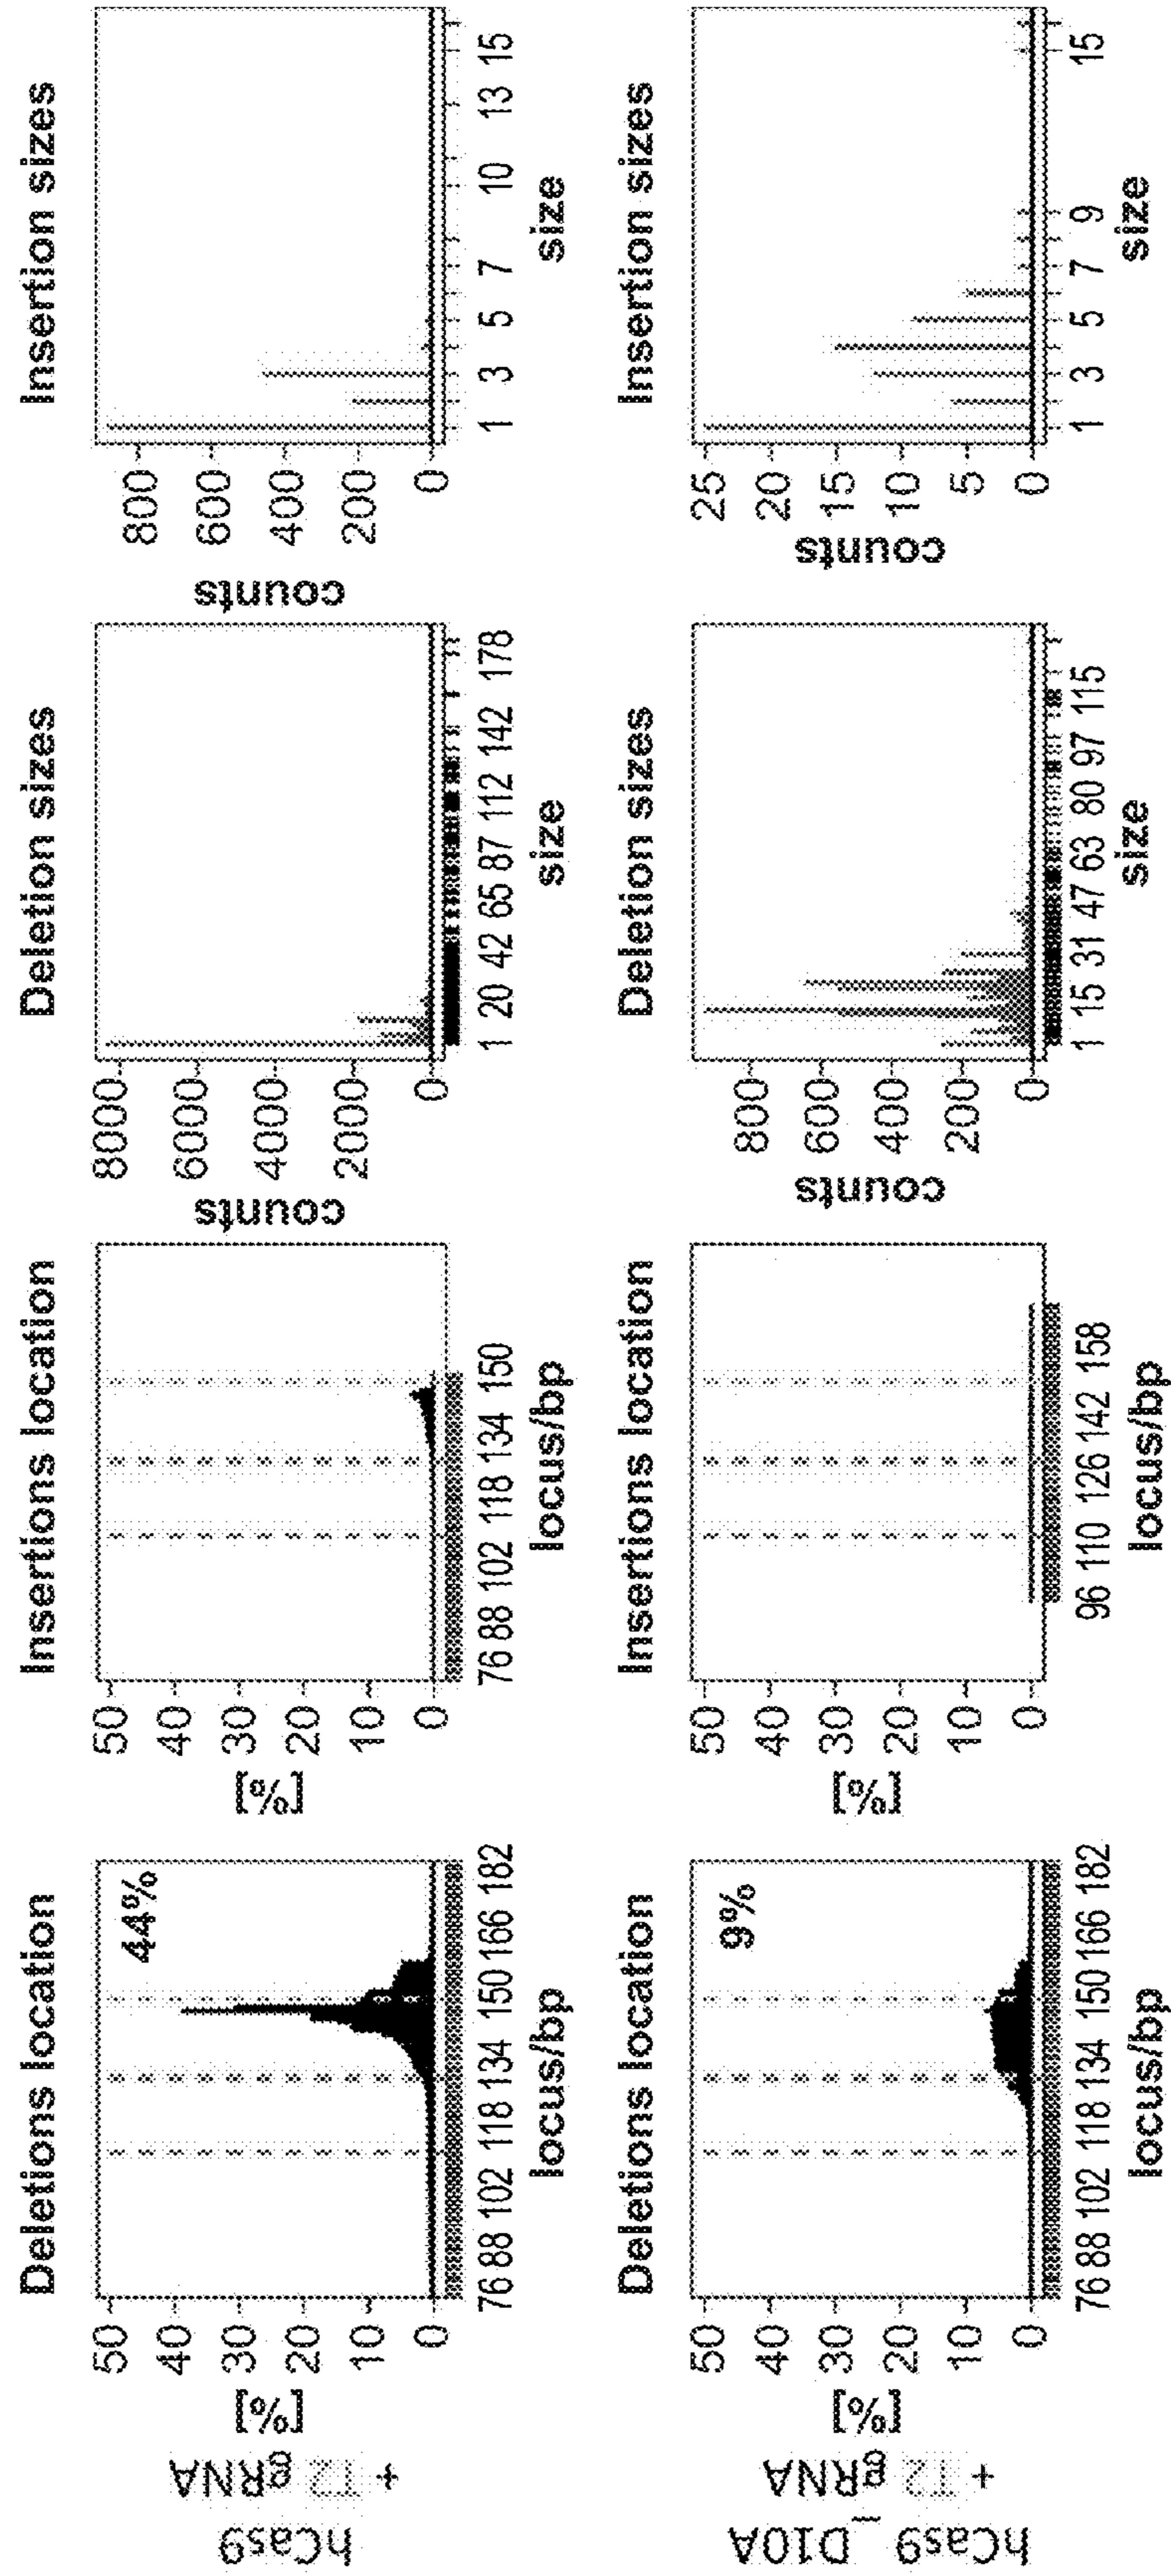 hCas9
+ T2 gRNA
Deletions location
[%]
50
40
30
20
10
0
44%
76 88 102 118 134 150 166 182
locus/bp
Insertions location
[%]
50
40
30
20
10
0
76 88 102 118 134 150
locus/bp
Deletion sizes
counts
8000
6000
4000
2000
0
1 20 42 65 87 112 142 178
size
Insertion sizes
counts
800
600
400
200
0
1 3 5 7 10 13 15
size
hCas9_D10A
+ T2 gRNA
Deletions location
[%]
50
40
30
20
10
0
9%
76 88 102 118 134 150 166 182
locus/bp
Insertions location
[%]
50
40
30
20
10
0
96 110 126 142 158
locus/bp
Deletion sizes
counts
800
600
400
200
0
1 15 31 47 63 80 97 115
size
Insertion sizes
counts
25
20
15
10
5
0
1 3 5 7 9 15
size